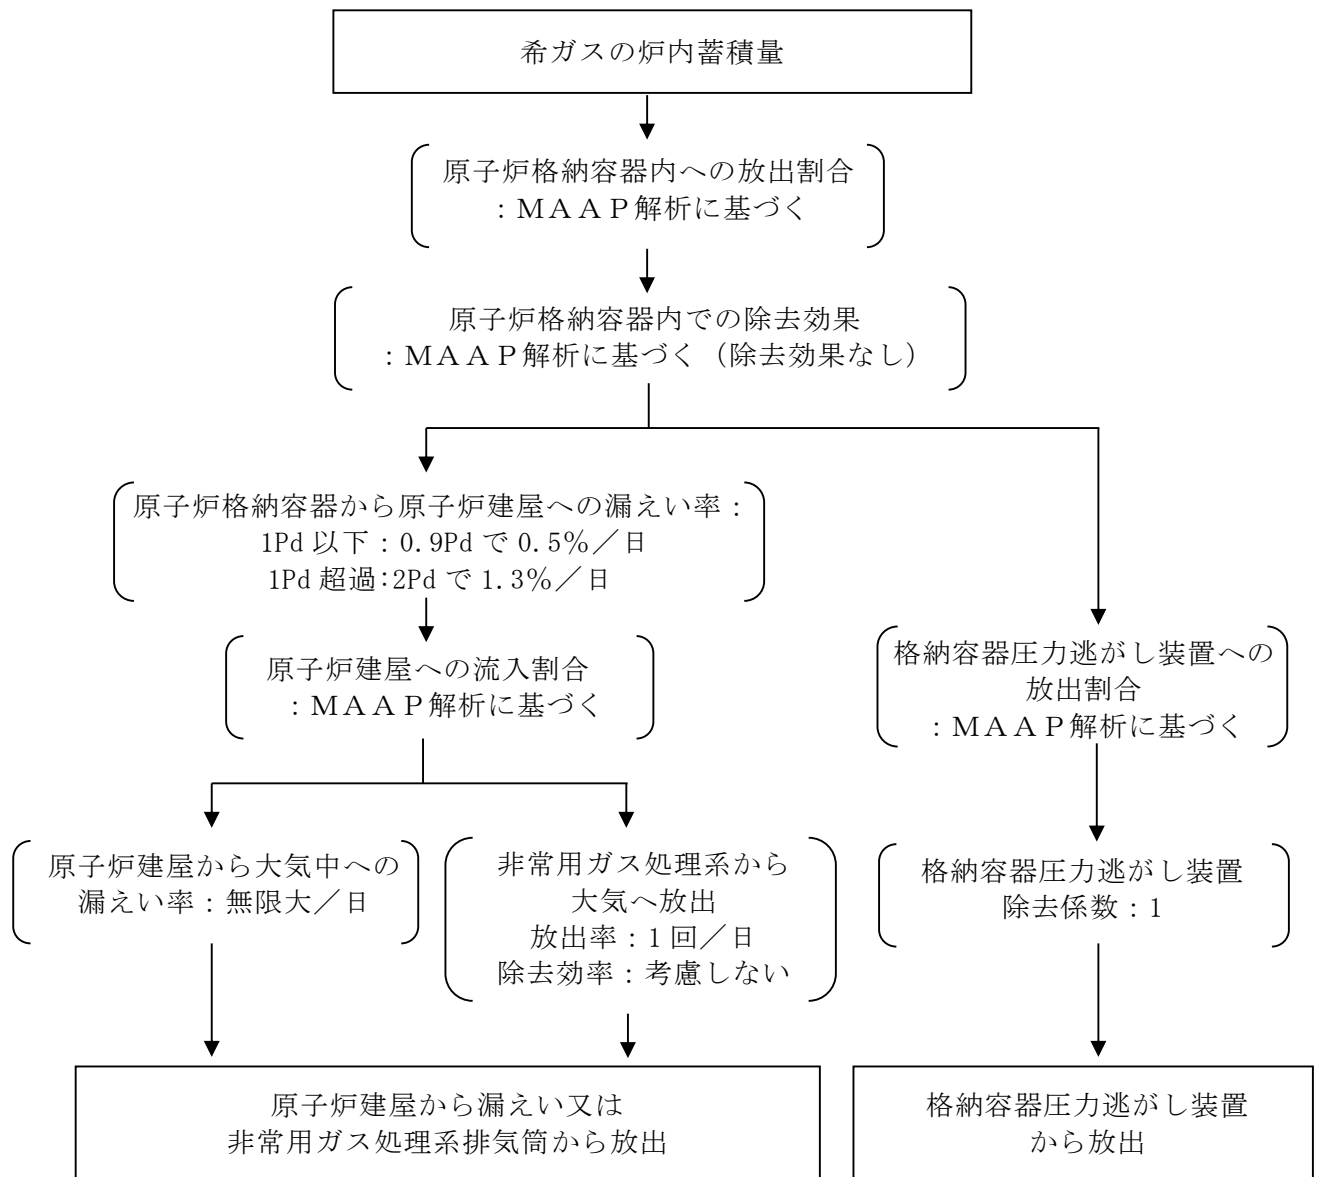 希ガスの炉内蓄積量
原子炉格納容器内への放出割合
：ＭＡＡＰ解析に基づく
原子炉格納容器内での除去効果
：ＭＡＡＰ解析に基づく（除去効果なし）
原子炉格納容器から原子炉建屋への漏えい率：
1Pd 以下：0.9Pd で 0.5％／日
1Pd 超過：2Pd で 1.3％／日
原子炉建屋への流入割合
：ＭＡＡＰ解析に基づく
格納容器圧力逃がし装置への
放出割合
：ＭＡＡＰ解析に基づく
原子炉建屋から大気中への
漏えい率：無限大／日
非常用ガス処理系から
大気へ放出
放出率：1 回／日
除去効率：考慮しない
格納容器圧力逃がし装置
除去係数：1
原子炉建屋から漏えい又は
非常用ガス処理系排気筒から放出
格納容器圧力逃がし装置
から放出